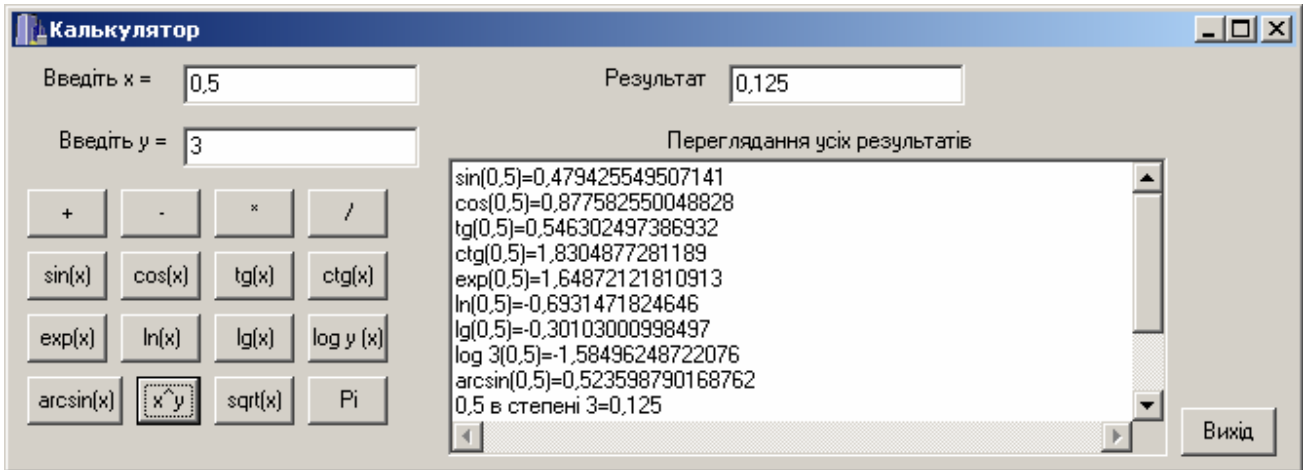 Калькулятор
Введіть x = 0,5
Результат 0,125
Введіть y = 3
Переглядання усіх результатів
sin(0,5)=0,479425549507141
cos(0,5)=0,877582550048828
tg(0,5)=0,546302497386932
ctg(0,5)=1,8304877281189
exp(0,5)=1,64872121810913
ln(0,5)=-0,6931471824646
lg(0,5)=-0,30103000998497
log 3(0,5)=-1,58496248722076
arcsin(0,5)=0,523598790168762
0,5 в степені 3=0,125
+ - * /
sin(x) cos(x) tg(x) ctg(x)
exp(x) ln(x) lg(x) log y (x)
arcsin(x) x^y sqrt(x) Pi
Вихід